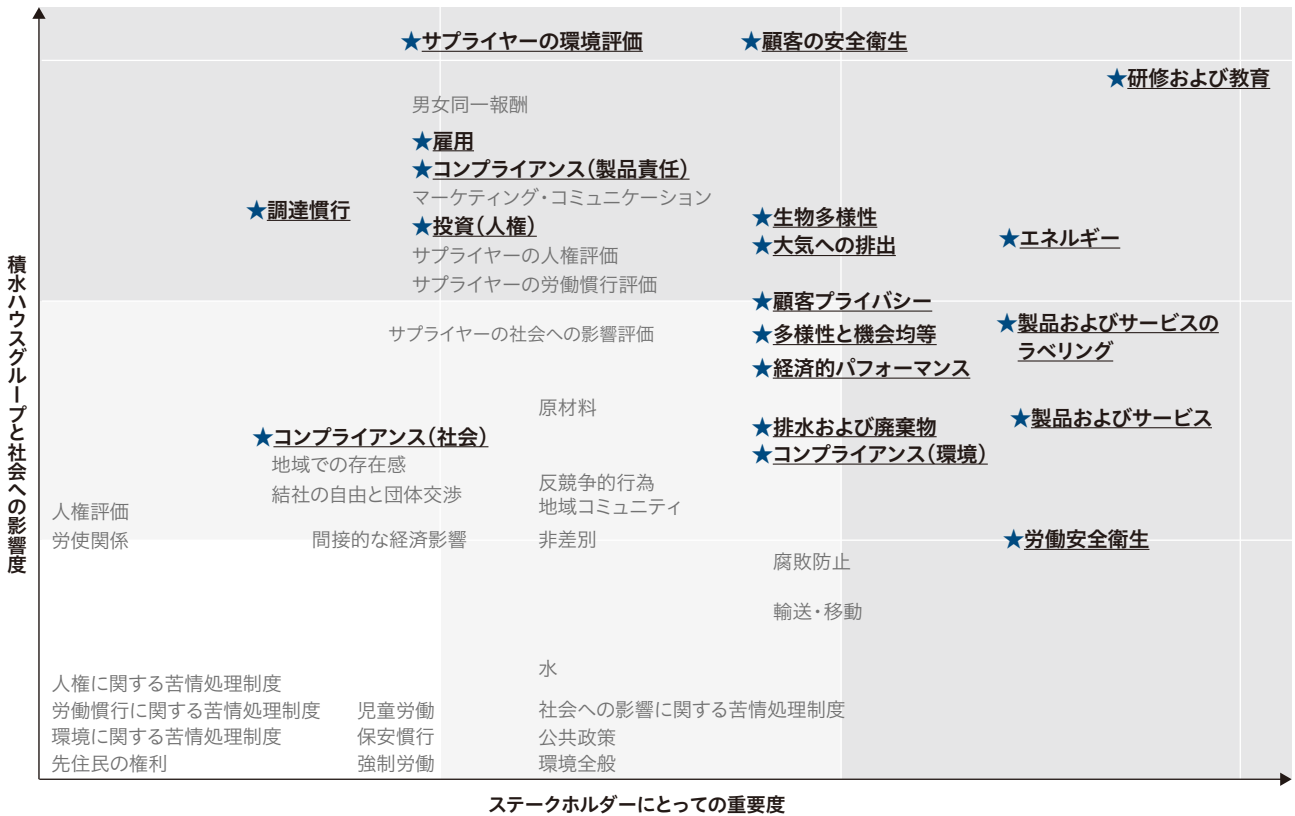 ★サプライヤーの環境評価
★顧客の安全衛生
★研修および教育
男女同一報酬
★雇用
★コンプライアンス(製品責任)
マーケティング・コミュニケーション
★調達慣行
★投資(人権)
サプライヤーの人権評価
サプライヤーの労働慣行評価
★生物多様性
★大気への排出
★エネルギー
★顧客プライバシー
サプライヤーの社会への影響評価
★多様性と機会均等
★経済的パフォーマンス
★製品およびサービスの
ラベリング
原材料
★排水および廃棄物
★コンプライアンス(環境)
★製品およびサービス
★コンプライアンス(社会)
地域での存在感
結社の自由と団体交渉
反競争的行為
地域コミュニティ
人権評価
労使関係
間接的な経済影響
非差別
★労働安全衛生
腐敗防止
輸送・移動
水
人権に関する苦情処理制度
労働慣行に関する苦情処理制度
環境に関する苦情処理制度
先住民の権利
児童労働
保安慣行
強制労働
社会への影響に関する苦情処理制度
公共政策
環境全般
積水ハウスグループと社会への影響度
ステークホルダーにとっての重要度